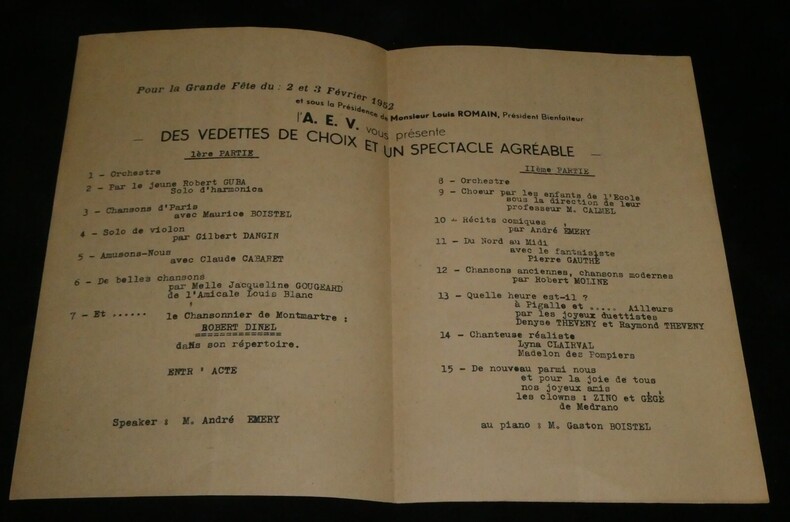 Pour la Grande Fête du : 2 et 3 Février 1952
et sous la Présidence de Monsieur Louis ROMAIN, Président Bienfaiteur
l'A. E. V. vous présente
— DES VEDETTES DE CHOIX ET UN SPECTACLE AGRÉABLE —
1ère PARTIE
1 - Orchestre
2 - Par le jeune Robert GUBA
Solo d'harmonica
3 - Chansons d'Paris
avec Maurice BOISTEL
4 - Solo de violon
par Gilbert DANGIN
5 - Amusons-Nous
avec Claude CABARET
6 - De belles chansons
par Melle Jacqueline GOUGEARD
de l'Amicale Louis Blanc
7 - Et ......   le Chansonnier de Montmartre :
ROBERT DINEL
==============
dans son répertoire.
ENTR ' ACTE
Speaker : M. André EMERY
IIème PARTIE
8 - Orchestre
9 - Choeur par les enfants de l'Ecole
sous la direction de leur
professeur M. CALMEL
10 - Récits comiques
par André EMERY
11 - Du Nord au Midi
avec le fantaisiste
Pierre GAUTHÉ
12 - Chansons anciennes, chansons modernes
par Robert MOLINE
13 - Quelle heure est-il ?
à Pigalle et ..... Ailleurs
par les joyeux duettistes
Denyse THEVENY et Raymond THEVENY
14 - Chanteuse réaliste
Lyna CLAIRVAL
Madelon des Pompiers
15 - De nouveau parmi nous
et pour la joie de tous
nos joyeux amis
les clowns : ZINO et GÉGÉ
de Medrano
au piano : M. Gaston BOISTEL